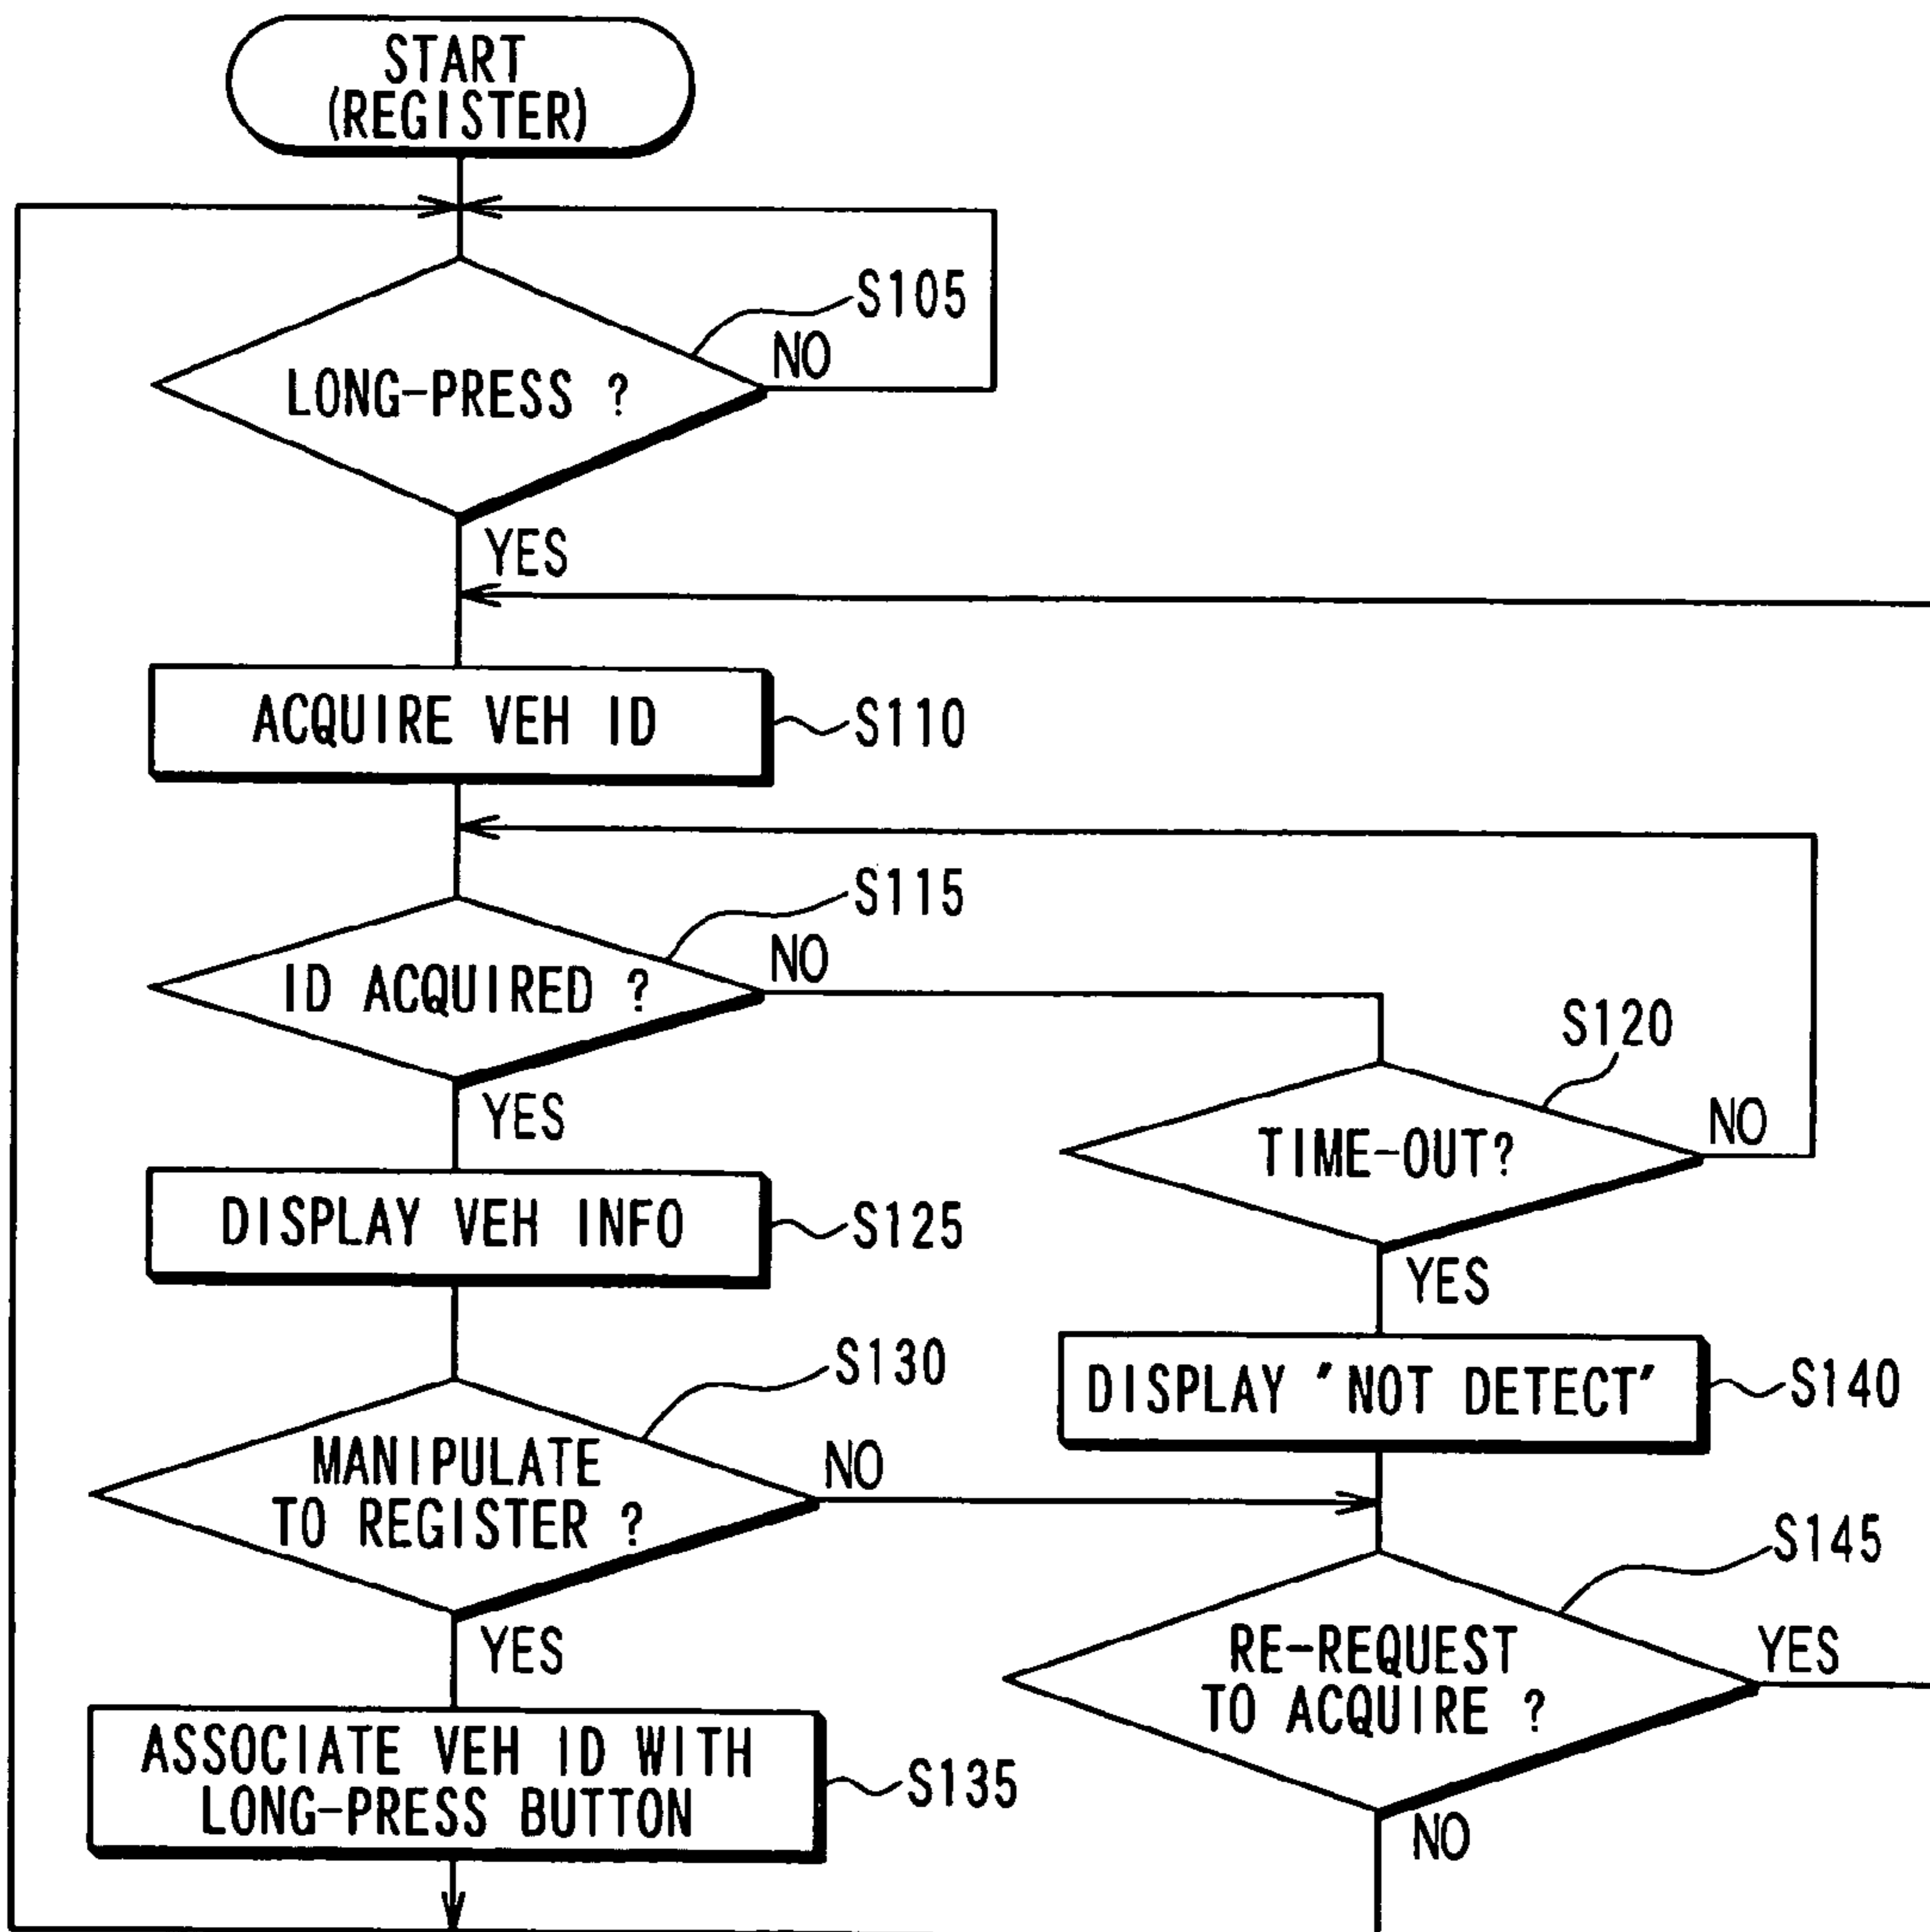 START
(REGISTER)
S105
NO
LONG-PRESS ?
YES
ACQUIRE VEH ID
S110
S115
NO
ID ACQUIRED ?
YES
S120
NO
TIME-OUT?
YES
DISPLAY VEH INFO
S125
S130
NO
MANIPULATE
TO REGISTER ?
YES
DISPLAY "NOT DETECT"
S140
S145
YES
RE-REQUEST
TO ACQUIRE ?
NO
ASSOCIATE VEH ID WITH
LONG-PRESS BUTTON
S135